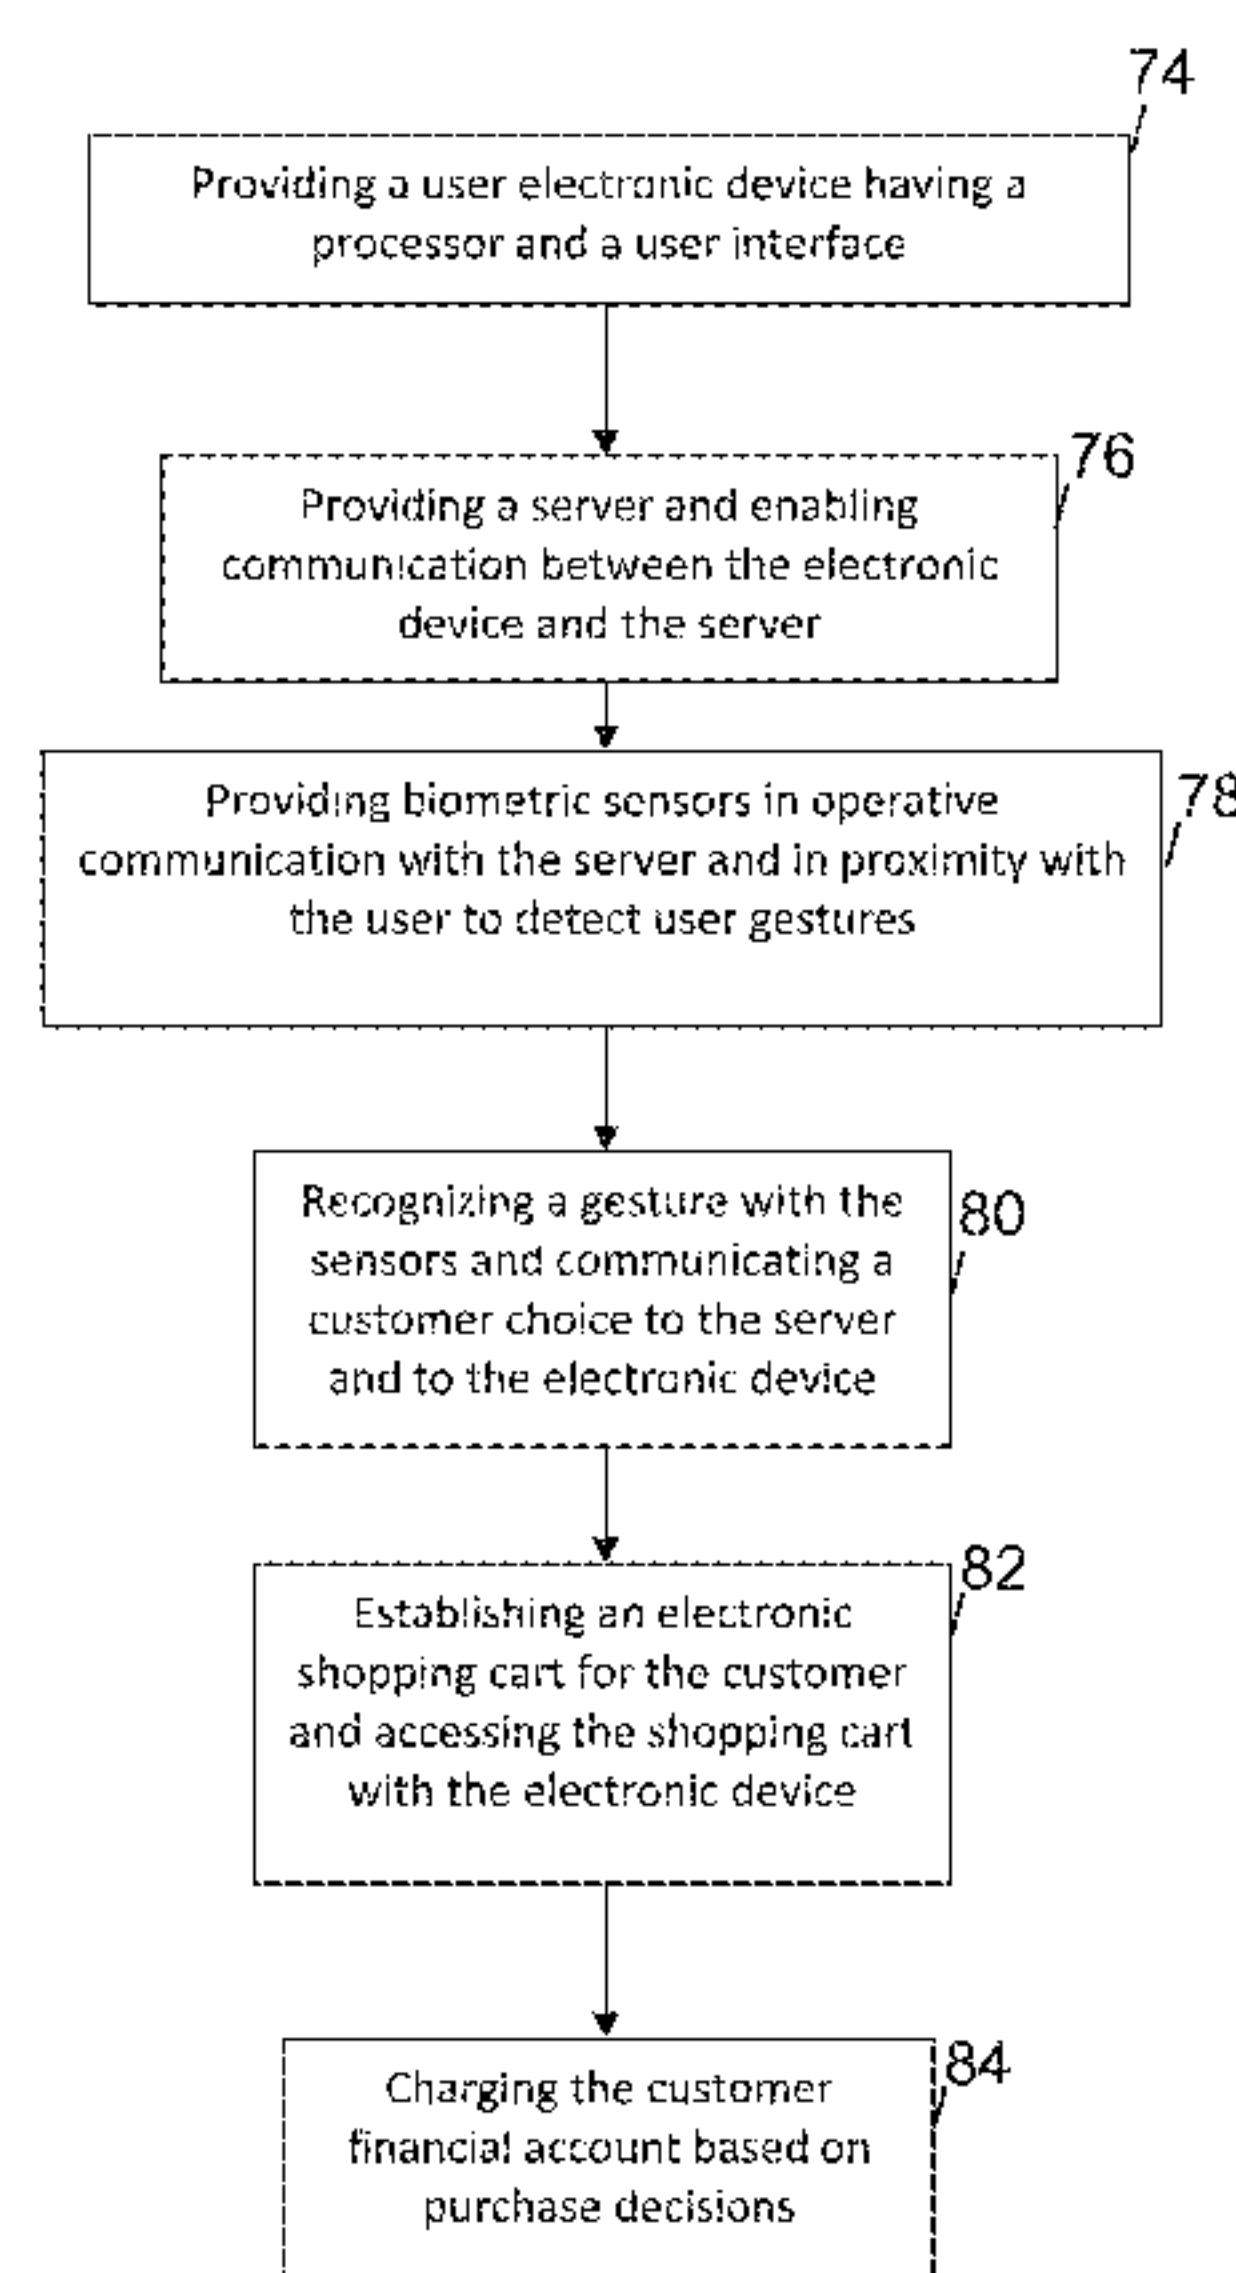 74
Providing a user electronic device having a
processor and a user interface
76
Providing a server and enabling
communication between the electronic
device and the server
78
Providing biometric sensors in operative
communication with the server and in proximity with
the user to detect user gestures
80
Recognizing a gesture with the
sensors and communicating a
customer choice to the server
and to the electronic device
82
Establishing an electronic
shopping cart for the customer
and accessing the shopping cart
with the electronic device
84
Charging the customer
financial account based on
purchase decisions